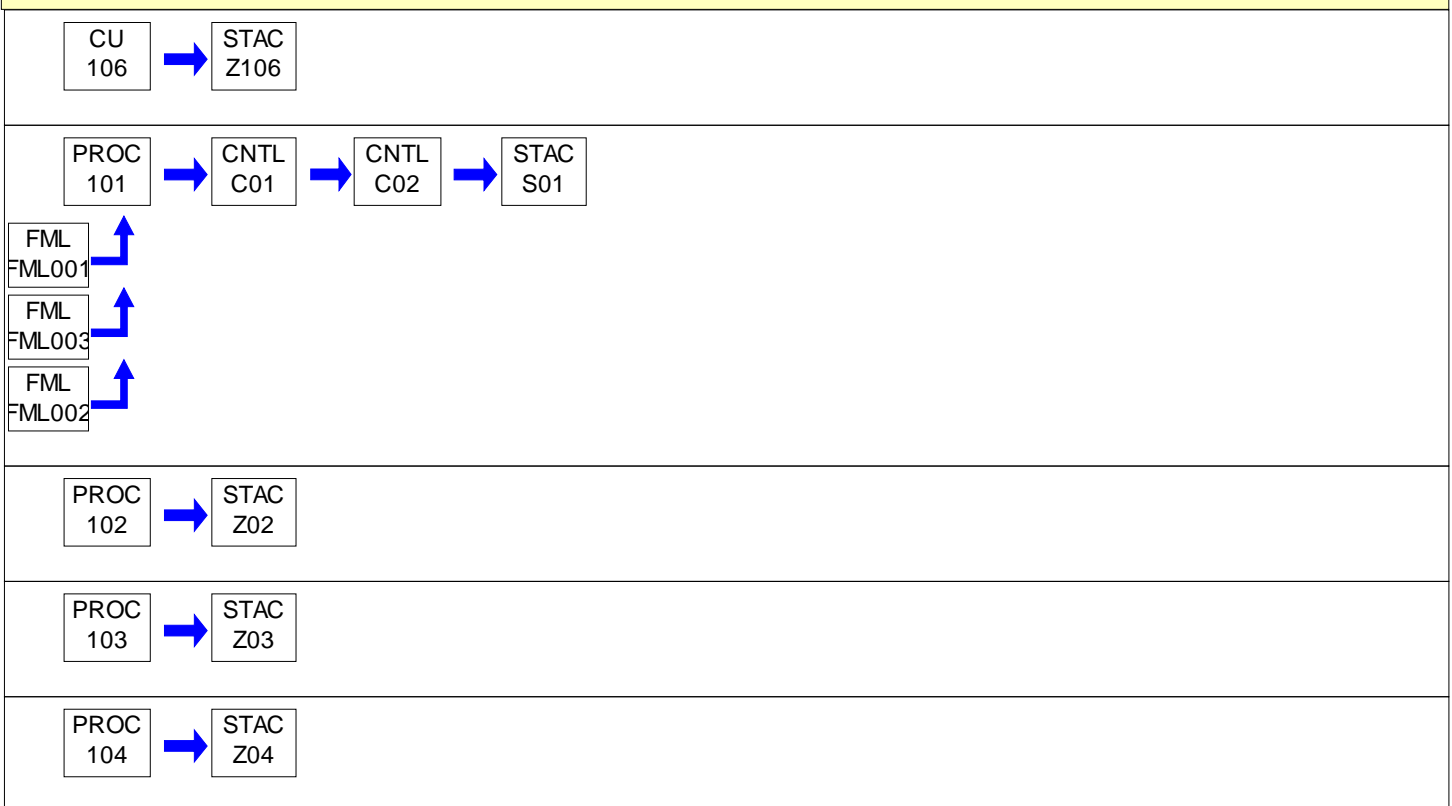 CU
106
STAC
Z106
PROC
101
CNTL
C01
CNTL
C02
STAC
S01
FML
FML001
FML
FML003
FML
FML002
PROC
102
STAC
Z02
PROC
103
STAC
Z03
PROC
104
STAC
Z04